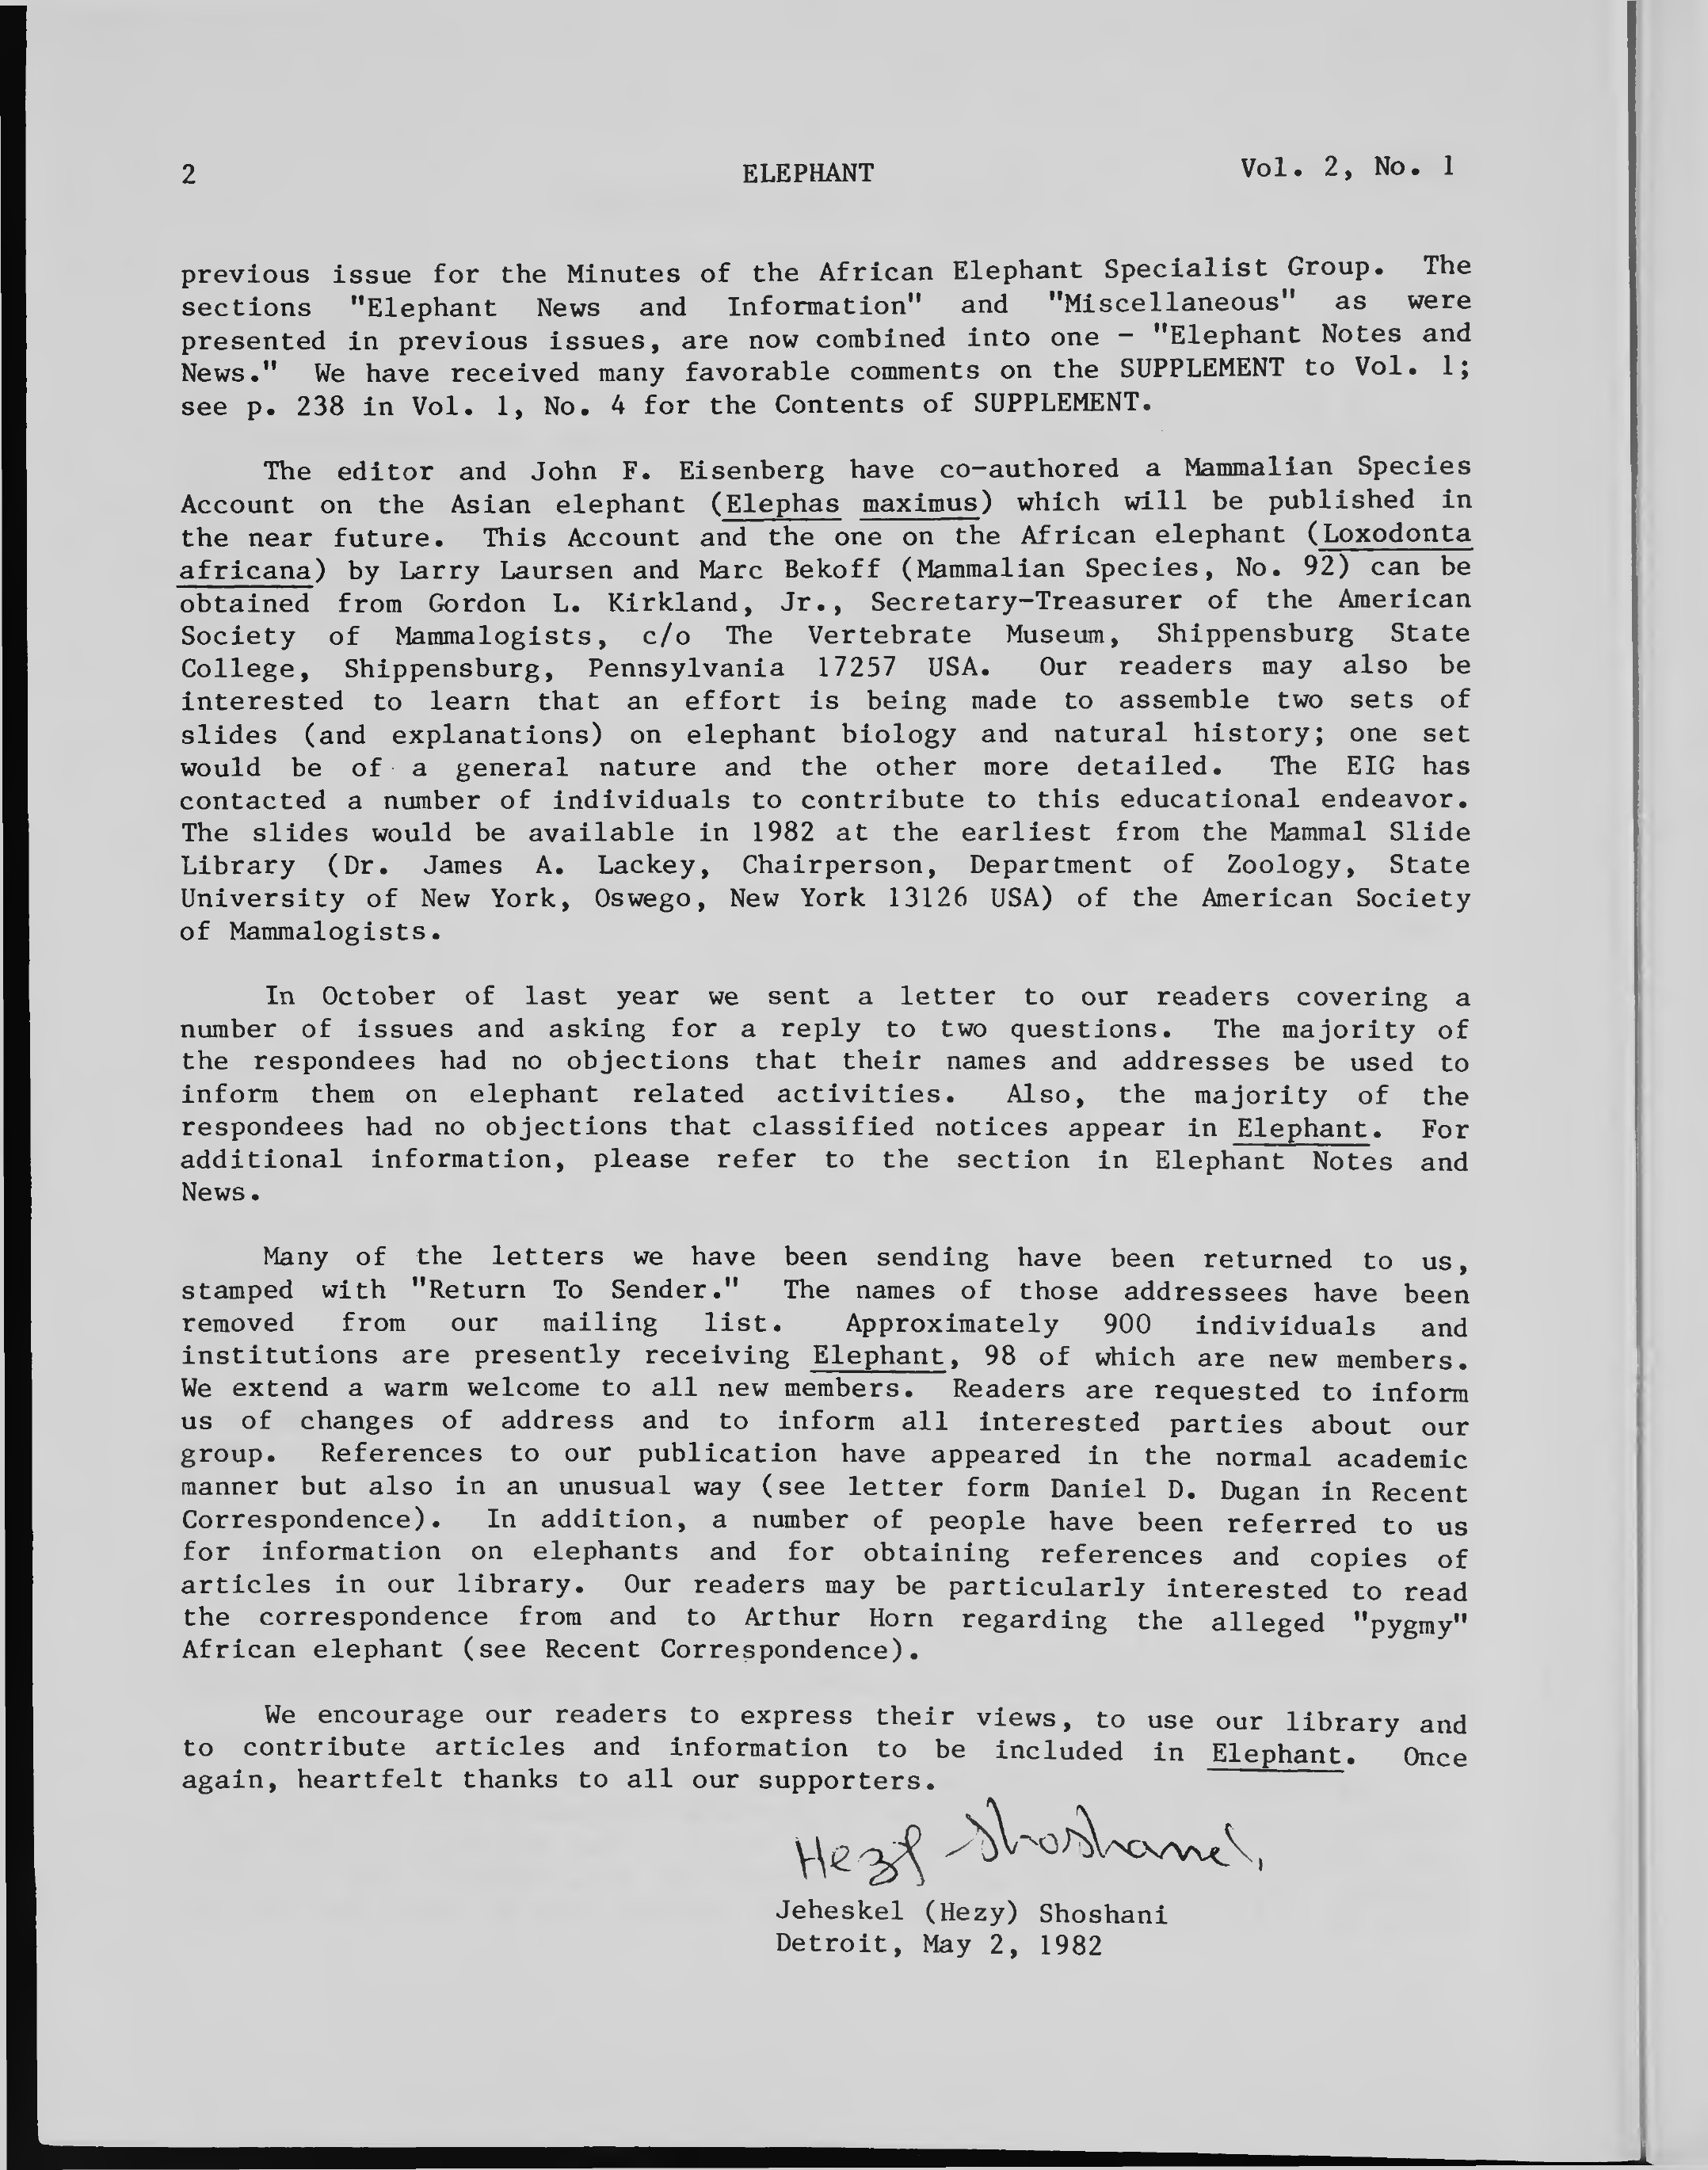 2 ELEPHANT Vol. 2, No. 1
previous issue for the Minutes of the African Elephant Specialist Group. The
sections "Elephant News and Information" and "Miscellaneous" as were
presented in previous issues, are now combined into one - "Elephant Notes and
News." We have received many favorable comments on the SUPPLEMENT to Vol. 1;
see p. 238 in Vol. 1, No. 4 for the Contents of SUPPLEMENT.
The editor and John F. Eisenberg have co-authored a Mammalian Species
Account on the Asian elephant (Elephas maximus) which will be published in
the near future. This Account and the one on the African elephant (Loxodonta
africana) by Larry Laursen and Marc Bekoff (Mammalian Species, No. 92) can be
obtained from Gordon L. Kirkland, Jr., Secretary-Treasurer of the American
Society of Mammalogists, c/o The Vertebrate Museum, Shippensburg State
College, Shippensburg, Pennsylvania 17257 USA. Our readers may also be
interested to learn that an effort is being made to assemble two sets of
slides (and explanations) on elephant biology and natural history; one set
would be of a general nature and the other more detailed. The EIG has
contacted a number of individuals to contribute to this educational endeavor.
The slides would be available in 1982 at the earliest from the Mammal Slide
Library (Dr. James A. Lackey, Chairperson, Department of Zoology, State
University of New York, Oswego, New York 13126 USA) of the American Society
of Mammalogists.
In October of last year we sent a letter to our readers covering a
number of issues and asking for a reply to two questions. The majority of
the respondees had no objections that their names and addresses be used to
inform them on elephant related activities. Also, the majority of the
respondees had no objections that classified notices appear in Elephant. For
additional information, please refer to the section in Elephant Notes and
News.
Many of the letters we have been sending have been returned to us,
stamped with "Return To Sender." The names of those addressees have been
removed from our mailing list. Approximately 900 individuals and
institutions are presently receiving Elephant, 98 of which are new members.
We extend a warm welcome to all new members. Readers are requested to inform
us of changes of address and to inform all interested parties about our
group. References to our publication have appeared in the normal academic
manner but also in an unusual way (see letter form Daniel D. Dugan in Recent
Correspondence). In addition, a number of people have been referred to us
for information on elephants and for obtaining references and copies of
articles in our library. Our readers may be particularly interested to read
the correspondence from and to Arthur Horn regarding the alleged "pygmy"
African elephant (see Recent Correspondence).
We encourage our readers to express their views, to use our library and
to contribute articles and information to be included in Elephant. Once
again, heartfelt thanks to all our supporters.
Hezy Shoshani
Jeheskel (Hezy) Shoshani
Detroit, May 2, 1982